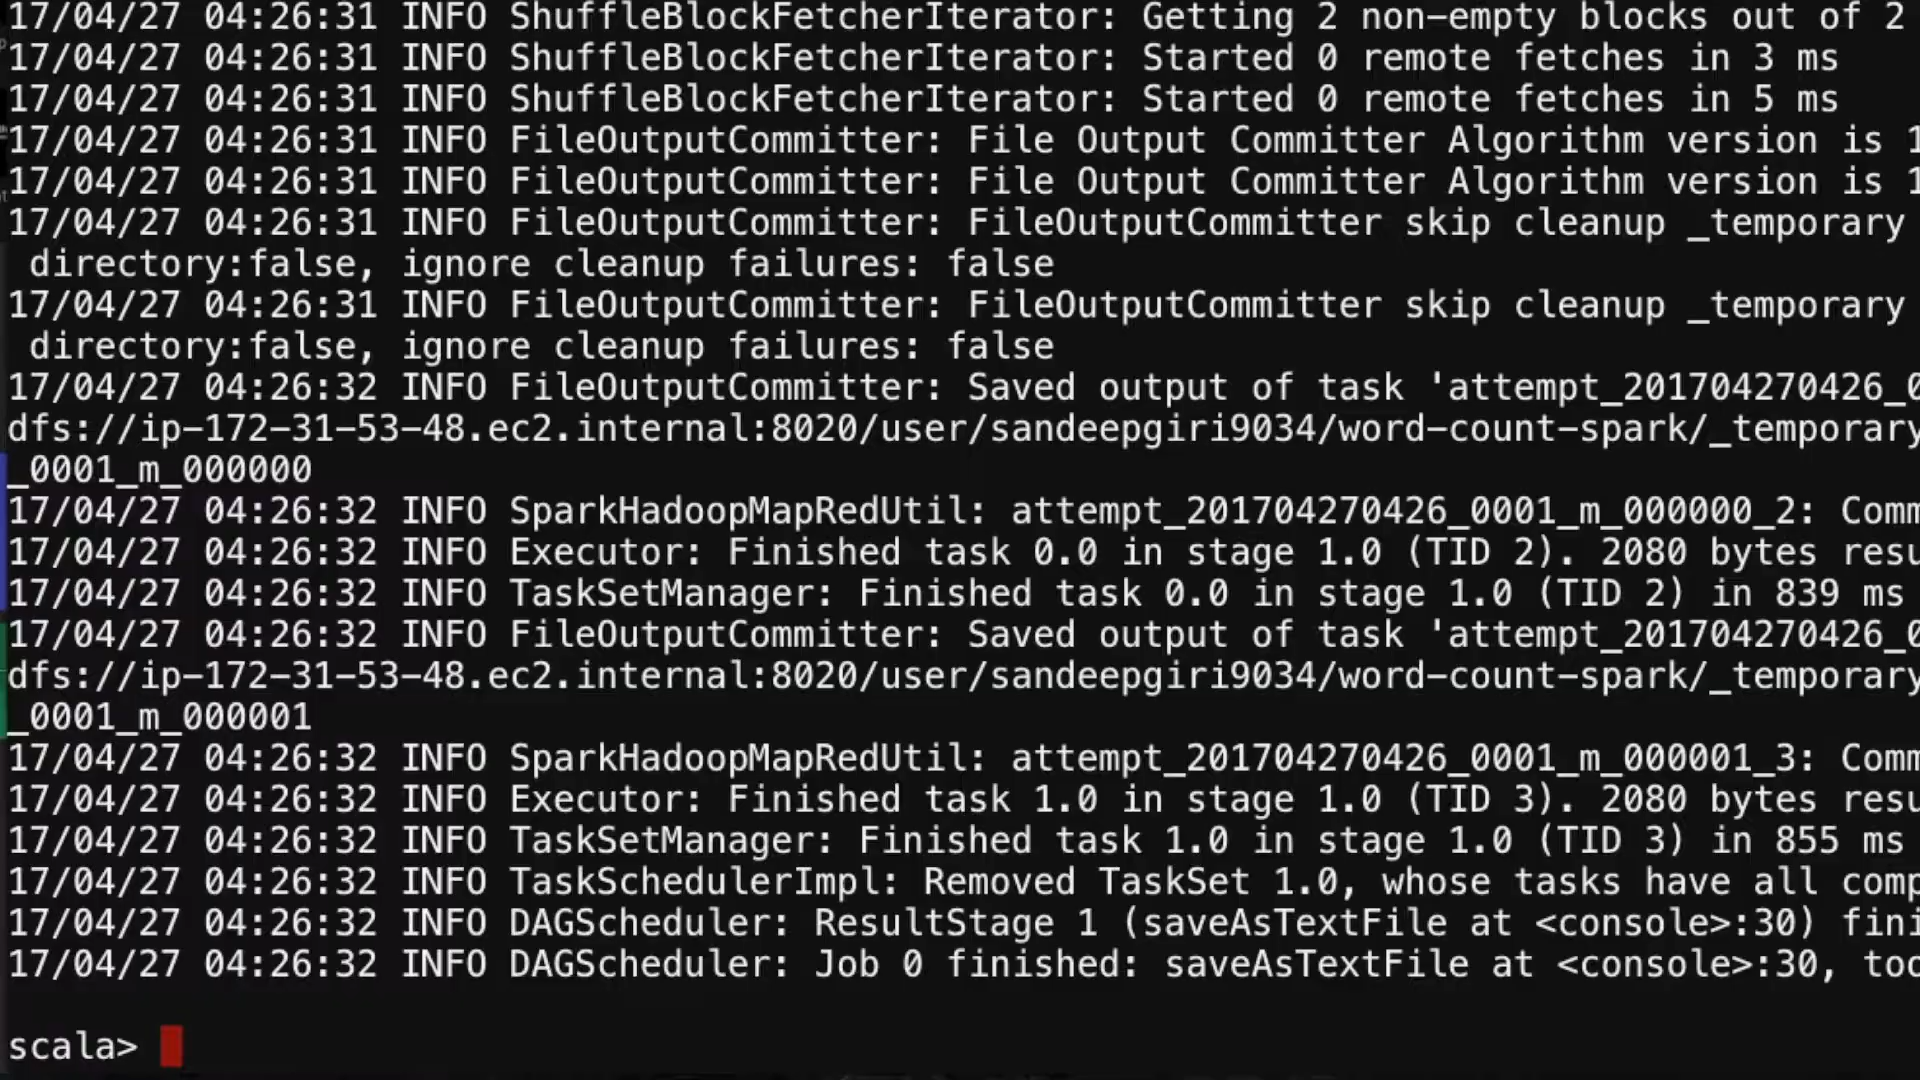 17/04/27 04:26:31 INFO ShuffleBlockFetcherIterator: Getting 2 non-empty blocks out of 2
17/04/27 04:26:31 INFO ShuffleBlockFetcherIterator: Started 0 remote fetches in 3 ms
17/04/27 04:26:31 INFO ShuffleBlockFetcherIterator: Started 0 remote fetches in 5 ms
17/04/27 04:26:31 INFO FileOutputCommitter: File Output Committer Algorithm version is 1
17/04/27 04:26:31 INFO FileOutputCommitter: File Output Committer Algorithm version is 1
17/04/27 04:26:31 INFO FileOutputCommitter: FileOutputCommitter skip cleanup _temporary
directory:false, ignore cleanup failures: false
17/04/27 04:26:31 INFO FileOutputCommitter: FileOutputCommitter skip cleanup _temporary
directory:false, ignore cleanup failures: false
17/04/27 04:26:32 INFO FileOutputCommitter: Saved output of task 'attempt_201704270426_0
dfs://ip-172-31-53-48.ec2.internal:8020/user/sandeepgiri9034/word-count-spark/_temporary
_0001_m_000000
17/04/27 04:26:32 INFO SparkHadoopMapRedUtil: attempt_201704270426_0001_m_000000_2: Comm
17/04/27 04:26:32 INFO Executor: Finished task 0.0 in stage 1.0 (TID 2). 2080 bytes resu
17/04/27 04:26:32 INFO TaskSetManager: Finished task 0.0 in stage 1.0 (TID 2) in 839 ms
17/04/27 04:26:32 INFO FileOutputCommitter: Saved output of task 'attempt_201704270426_0
dfs://ip-172-31-53-48.ec2.internal:8020/user/sandeepgiri9034/word-count-spark/_temporary
_0001_m_000001
17/04/27 04:26:32 INFO SparkHadoopMapRedUtil: attempt_201704270426_0001_m_000001_3: Comm
17/04/27 04:26:32 INFO Executor: Finished task 1.0 in stage 1.0 (TID 3). 2080 bytes resu
17/04/27 04:26:32 INFO TaskSetManager: Finished task 1.0 in stage 1.0 (TID 3) in 855 ms
17/04/27 04:26:32 INFO TaskSchedulerImpl: Removed TaskSet 1.0, whose tasks have all comp
17/04/27 04:26:32 INFO DAGScheduler: ResultStage 1 (saveAsTextFile at <console>:30) fini
17/04/27 04:26:32 INFO DAGScheduler: Job 0 finished: saveAsTextFile at <console>:30, too
scala>